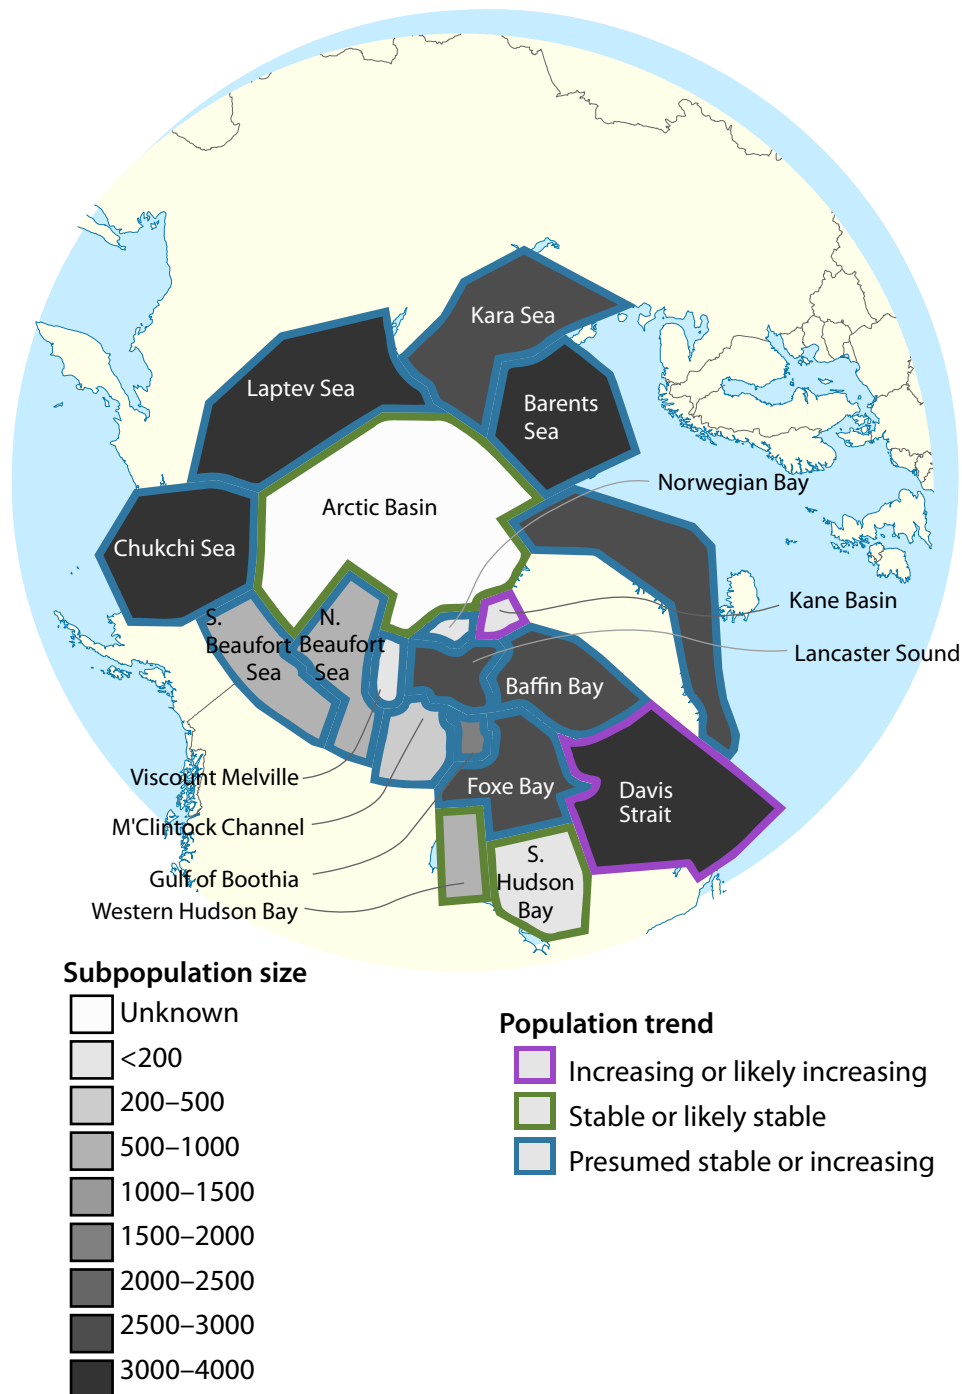 Kara Sea
Laptev Sea
Barents
Sea
Norwegian Bay
Arctic Basin
Chukchi Sea
Kane Basin
S.
Beaufort
Sea
N.
Beaufort
Sea
Lancaster Sound
Baffin Bay
Viscount Melville
Foxe Bay
Davis
Strait
M'Clintock Channel
Gulf of Boothia
S.
Hudson
Bay
Western Hudson Bay
Subpopulation size
Unknown
<200
200–500
500–1000
1000–1500
1500–2000
2000–2500
2500–3000
3000–4000
Population trend
Increasing or likely increasing
Stable or likely stable
Presumed stable or increasing